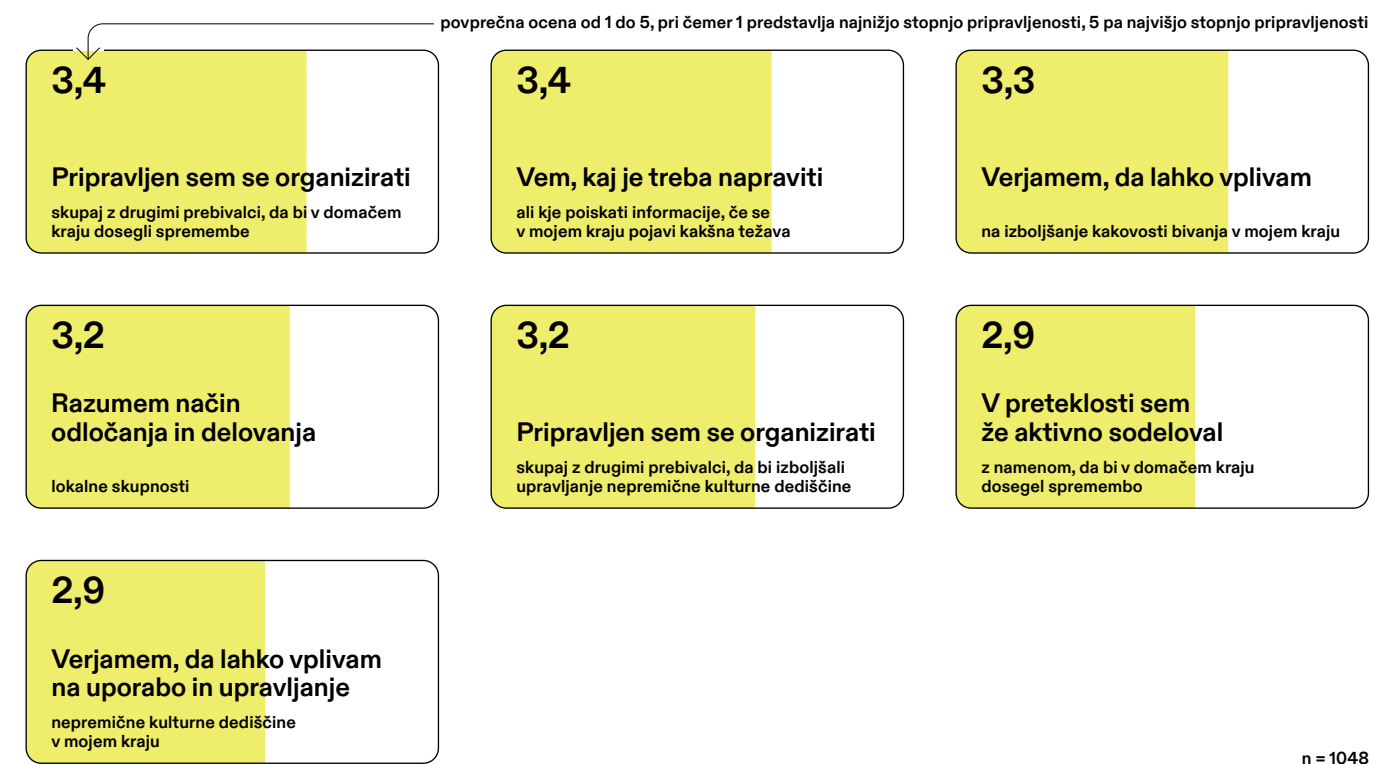 povprečna ocena od 1 do 5, pri čemer 1 predstavlja najnižjo stopnjo pripravljenosti, 5 pa najvišjo stopnjo pripravljenosti
3,4
Pripravljen sem se organizirati
skupaj z drugimi prebivalci, da bi v domačem
kraju dosegli spremembe
3,4
Vem, kaj je treba napraviti
ali kje poiskati informacije, če se
v mojem kraju pojavi kakšna težava
3,3
Verjamem, da lahko vplivam
na izboljšanje kakovosti bivanja v mojem kraju
3,2
Razumem način
odločanja in delovanja
lokalne skupnosti
3,2
Pripravljen sem se organizirati
skupaj z drugimi prebivalci, da bi izboljšali
upravljanje nepremične kulturne dediščine
2,9
V preteklosti sem
že aktivno sodeloval
z namenom, da bi v domačem kraju
dosegel spremembo
2,9
Verjamem, da lahko vplivam
na uporabo in upravljanje
nepremične kulturne dediščine
v mojem kraju
n = 1048